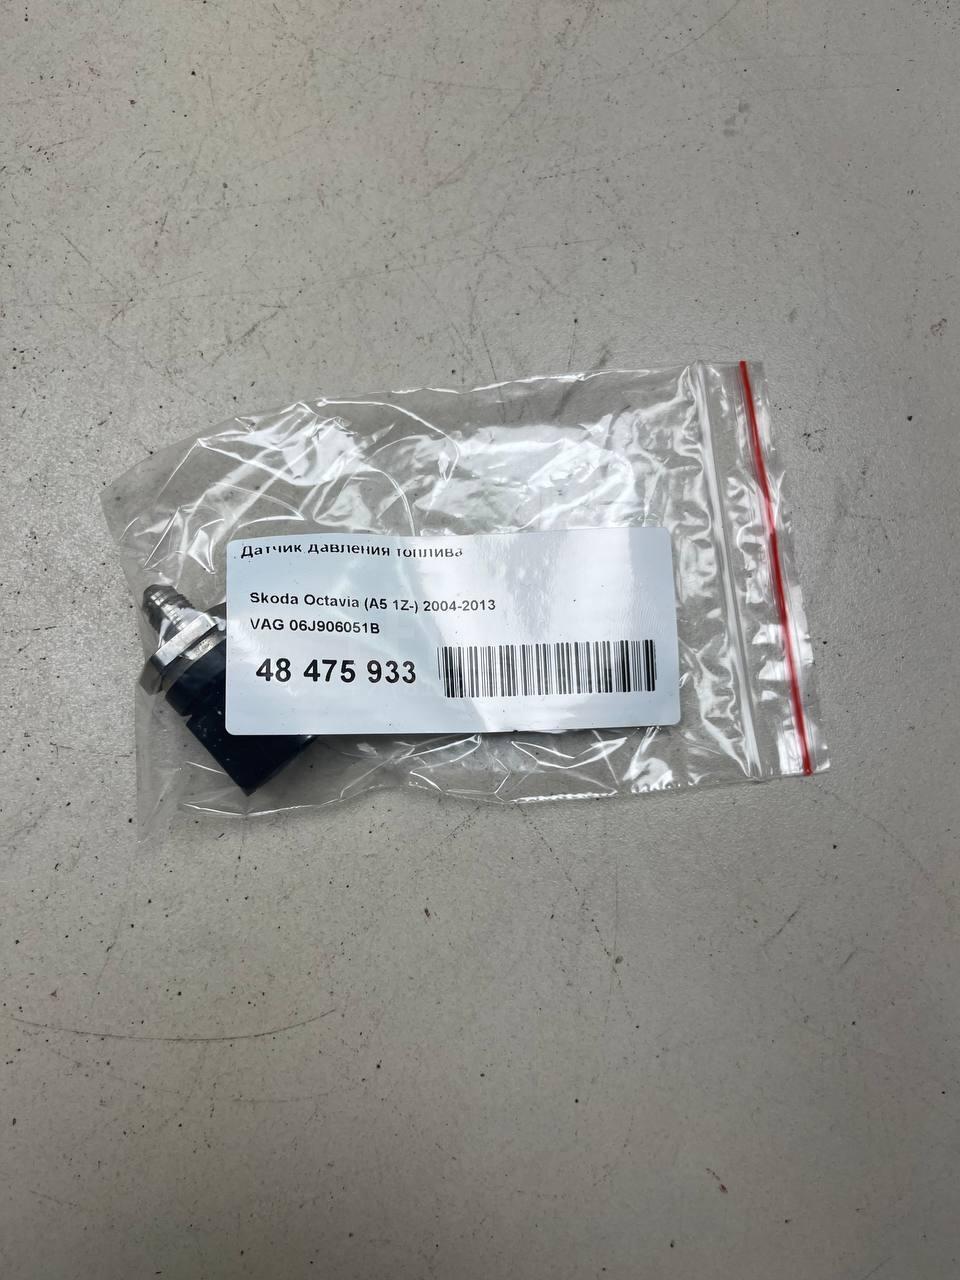 Датчик давления топлива
Skoda Octavia (A5 1Z-) 2004-2013
VAG 06J906051B
48 475 933